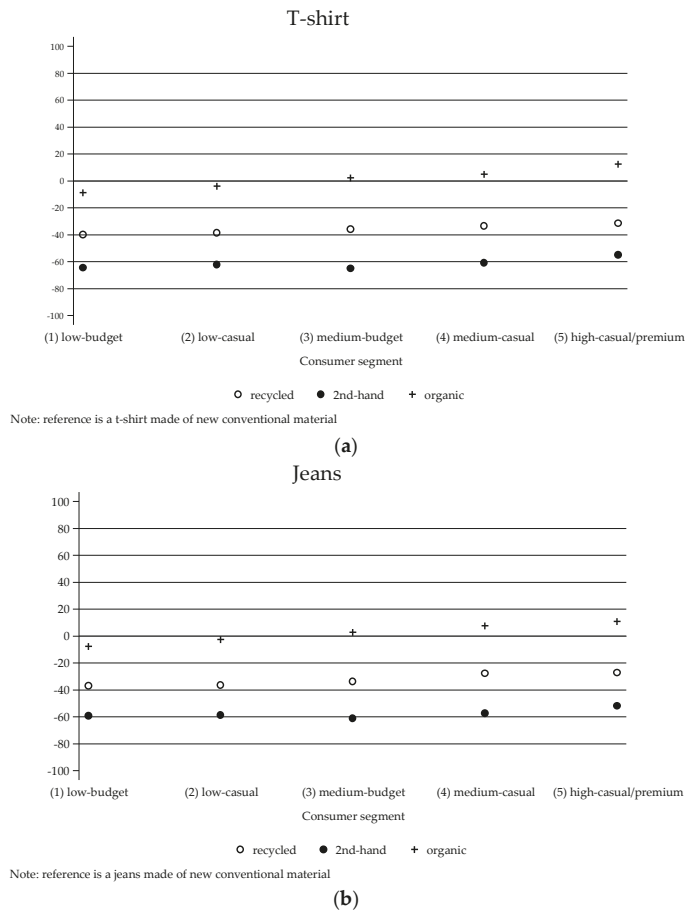 T-shirt
100
80
60
40
20
0
-20
-40
-60
-80
-100
(1) low-budget (2) low-casual (3) medium-budget (4) medium-casual (5) high-casual/premium
Consumer segment
recycled 2nd-hand organic
Note: reference is a t-shirt made of new conventional material
(a)
Jeans
100
80
60
40
20
0
-20
-40
-60
-80
-100
(1) low-budget (2) low-casual (3) medium-budget (4) medium-casual (5) high-casual/premium
Consumer segment
recycled 2nd-hand organic
Note: reference is a jeans made of new conventional material
(b)